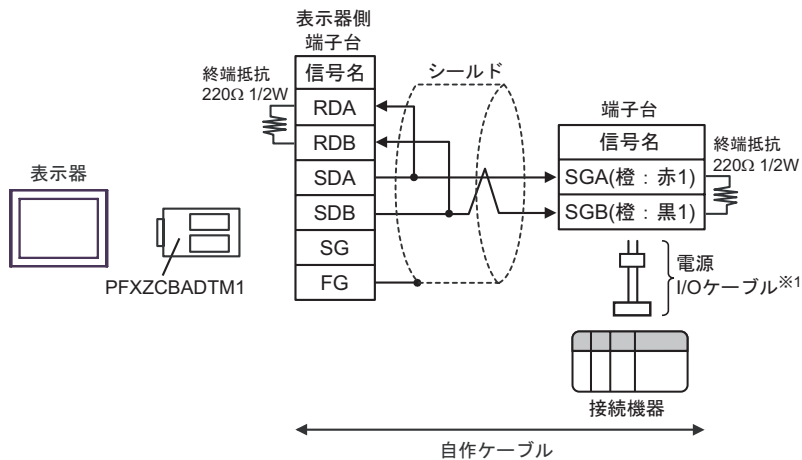 表示器側
端子台
終端抵抗
220Ω 1/2W
信号名
RDA
RDB
SDA
SDB
SG
FG
シールド
端子台
信号名
SGA(橙：赤1)
SGB(橙：黒1)
終端抵抗
220Ω 1/2W
表示器
PFXZCBADTM1
電源
I/Oケーブル※1
接続機器
自作ケーブル